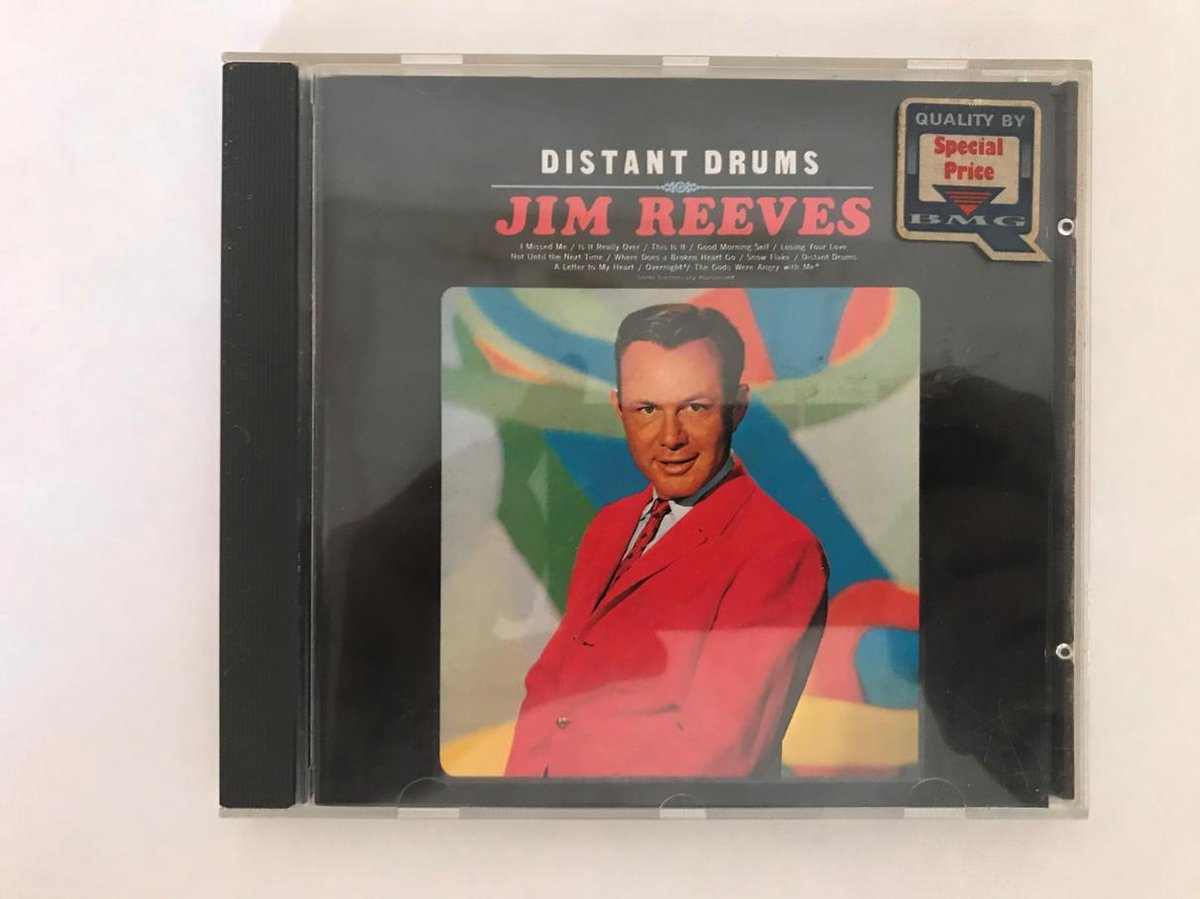 DISTANT DRUMS
JIM REEVES
I Missed Me / Is It Really Over / This Is It / Good Morning Self / Losing Your Love
Not Until the Next Time / Where Does a Broken Heart Go / Snow Flake / Distant Drums
A Letter to My Heart / Overnight* / The Gods Were Angry with Me*
QUALITY BY
Special
Price
BMG